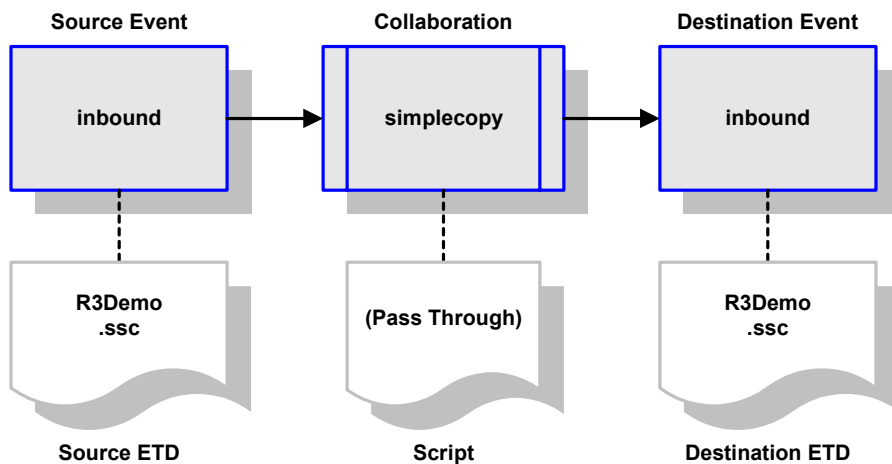 Source Event
Collaboration
Destination Event
inbound
simplecopy
inbound
R3Demo
.ssc
(Pass Through)
R3Demo
.ssc
Source ETD
Script
Destination ETD